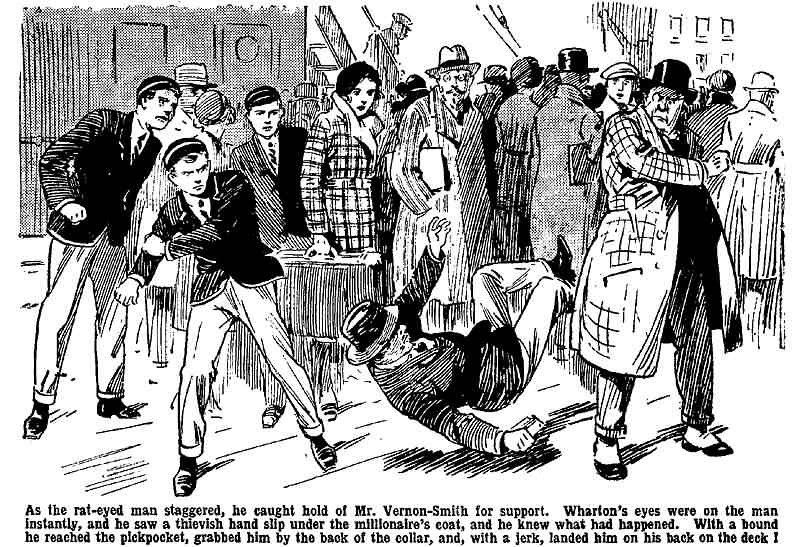 As the rat-eyed man staggered, he caught hold of Mr. Vernon-Smith for support. Wharton's eyes were on the man
instantly, and he saw a thievish hand slip under the millionaire's coat, and he knew what had happened. With a bound
he reached the pickpocket, grabbed him by the back of the collar, and, with a jerk, landed him on his back on the deck !